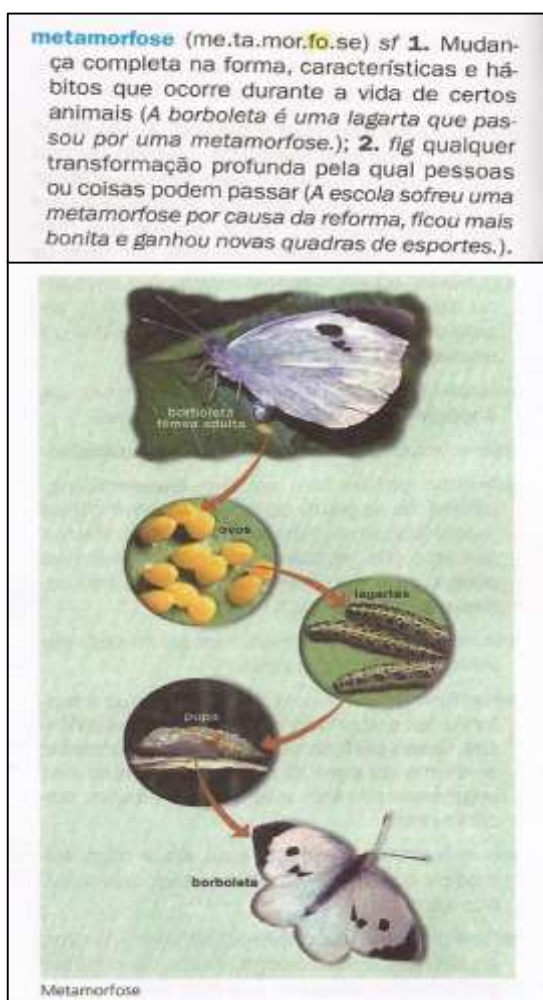 metamorfose (me.ta.mor.fo.se) sf 1. Mudan-
ça completa na forma, características e há-
bitos que ocorre durante a vida de certos
animais (A borboleta é uma lagarta que pas-
sou por uma metamorfose.); 2. fig qualquer
transformação profunda pela qual pessoas
ou coisas podem passar (A escola sofreu uma
metamorfose por causa da reforma, ficou mais
bonita e ganhou novas quadras de esportes.).
borboleta
fêmea adulta
ovos
lagartas
pupa
borboleta
Metamorfose